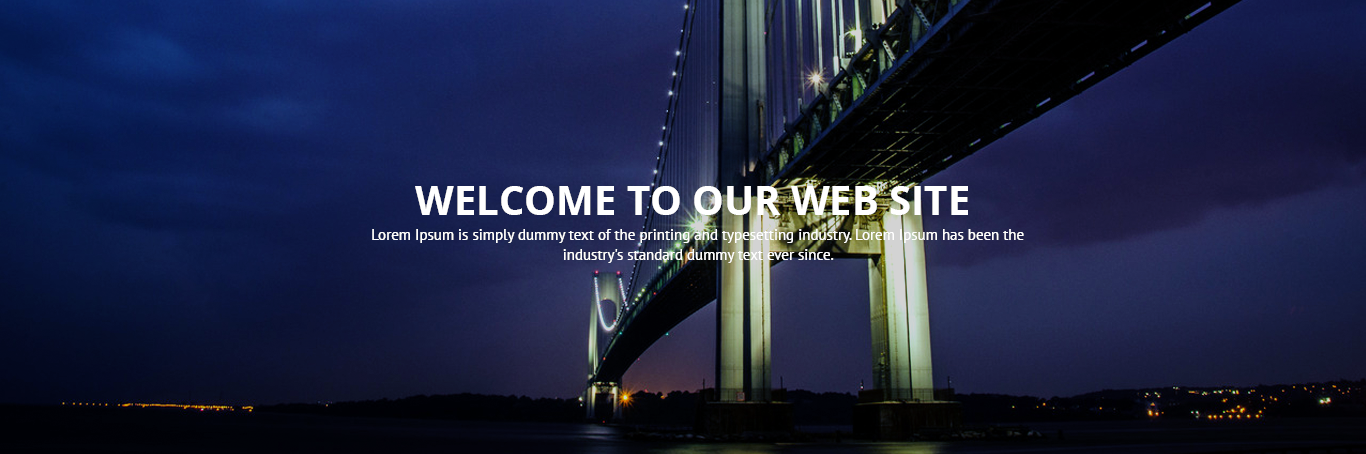 WELCOME TO OUR WEB SITE
Lorem Ipsum is simply dummy text of the printing and typesetting industry. Lorem Ipsum has been the
industry's standard dummy text ever since.